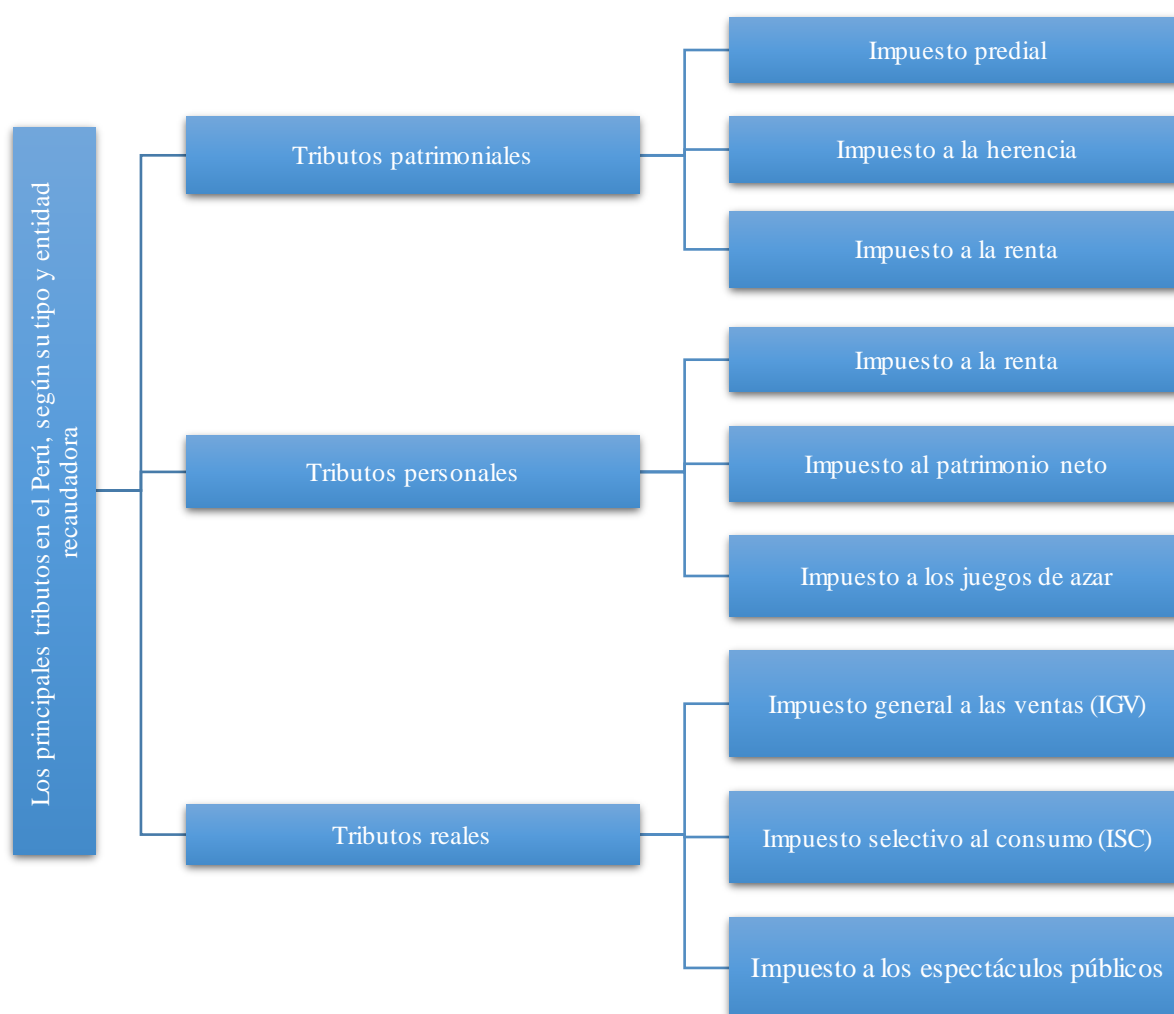 Los principales tributos en el Perú, según su tipo y entidad
recaudadora
Tributos patrimoniales
Impuesto predial
Impuesto a la herencia
Impuesto a la renta
Tributos personales
Impuesto a la renta
Impuesto al patrimonio neto
Impuesto a los juegos de azar
Tributos reales
Impuesto general a las ventas (IGV)
Impuesto selectivo al consumo (ISC)
Impuesto a los espectáculos públicos